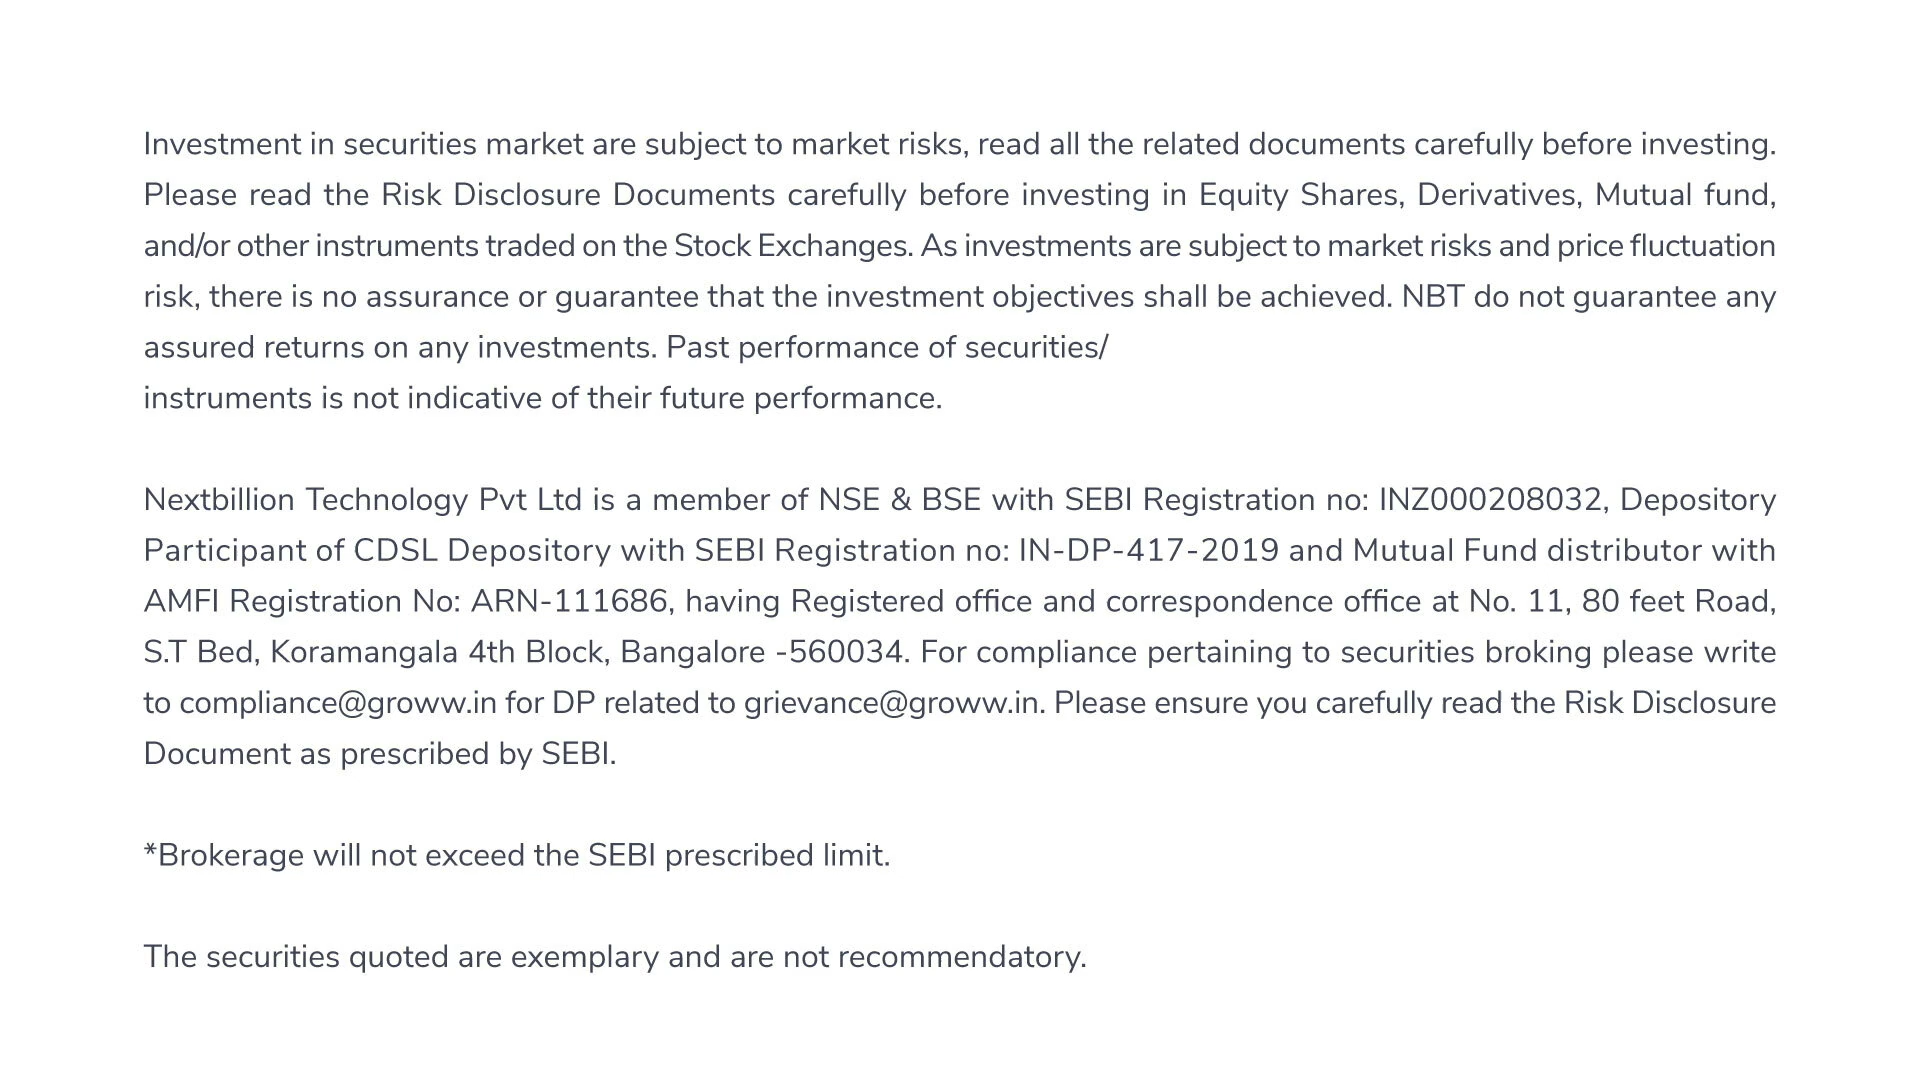 Investment in securities market are subject to market risks, read all the related documents carefully before investing.
Please read the Risk Disclosure Documents carefully before investing in Equity Shares, Derivatives, Mutual fund,
and/or other instruments traded on the Stock Exchanges. As investments are subject to market risks and price fluctuation
risk, there is no assurance or guarantee that the investment objectives shall be achieved. NBT do not guarantee any
assured returns on any investments. Past performance of securities/
instruments is not indicative of their future performance.
Nextbillion Technology Pvt Ltd is a member of NSE & BSE with SEBI Registration no: INZ000208032, Depository
Participant of CDSL Depository with SEBI Registration no: IN-DP-417-2019 and Mutual Fund distributor with
AMFI Registration No: ARN-111686, having Registered office and correspondence office at No. 11, 80 feet Road,
S.T Bed, Koramangala 4th Block, Bangalore -560034. For compliance pertaining to securities broking please write
to compliance@groww.in for DP related to grievance@groww.in. Please ensure you carefully read the Risk Disclosure
Document as prescribed by SEBI.
*Brokerage will not exceed the SEBI prescribed limit.
The securities quoted are exemplary and are not recommendatory.